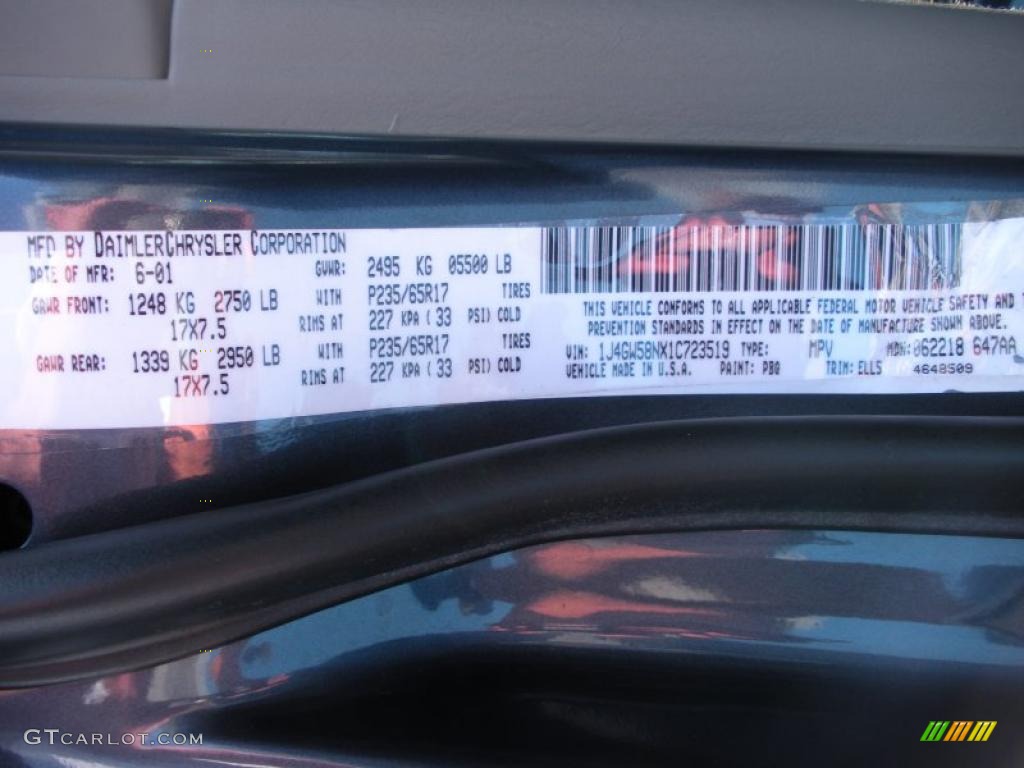 MFD BY DAIMLERCHRYSLER CORPORATION
DATE OF MFR: 6-01 GVWR: 2495 KG 05500 LB
GAWR FRONT: 1248 KG 2750 LB WITH P235/65R17 TIRES
17X7.5 RIMS AT 227 KPA ( 33 PSI) COLD
GAWR REAR: 1339 KG 2950 LB WITH P235/65R17 TIRES
17X7.5 RIMS AT 227 KPA ( 33 PSI) COLD
THIS VEHICLE CONFORMS TO ALL APPLICABLE FEDERAL MOTOR VEHICLE SAFETY AND
PREVENTION STANDARDS IN EFFECT ON THE DATE OF MANUFACTURE SHOWN ABOVE.
VIN: 1J4GW58NX1C723519 TYPE: MPV MDH: 062218 647AA
VEHICLE MADE IN U.S.A. PAINT: PBQ TRIM: ELLS 4648509
GTCARLOT.COM